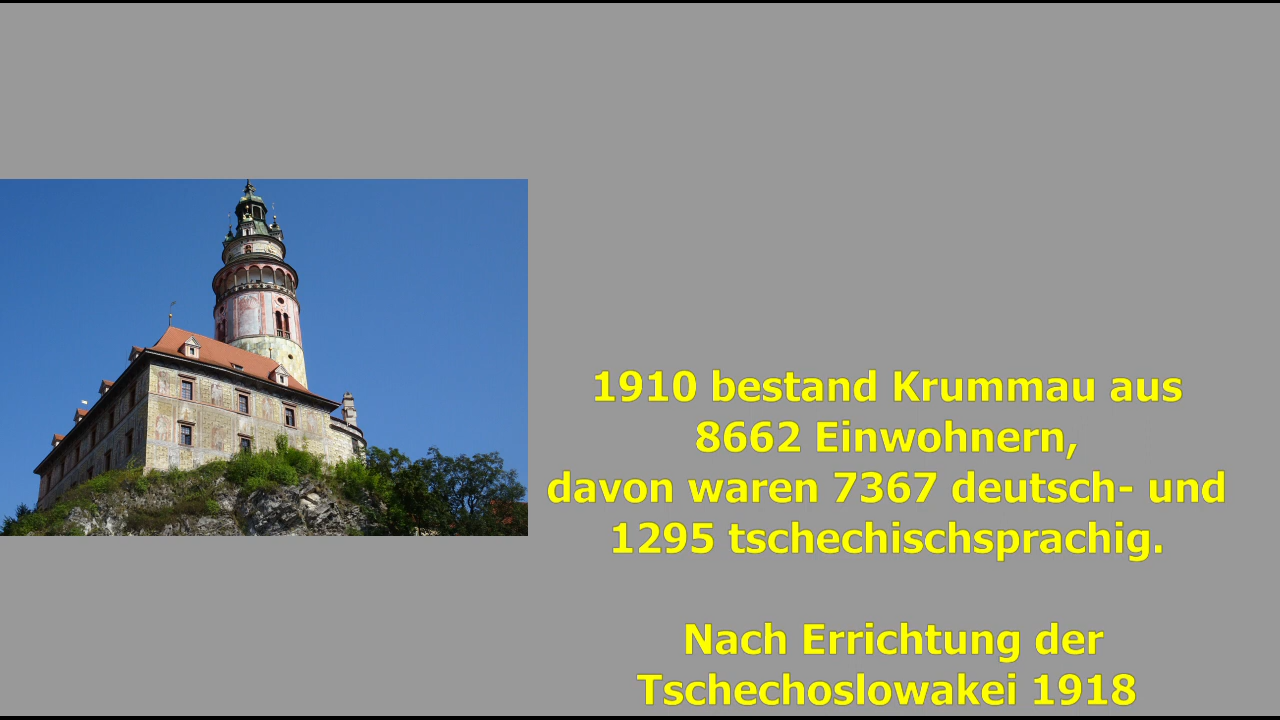 1910 bestand Krummau aus
8662 Einwohnern,
davon waren 7367 deutsch- und
1295 tschechischsprachig.
Nach Errichtung der
Tschechoslowakei 1918